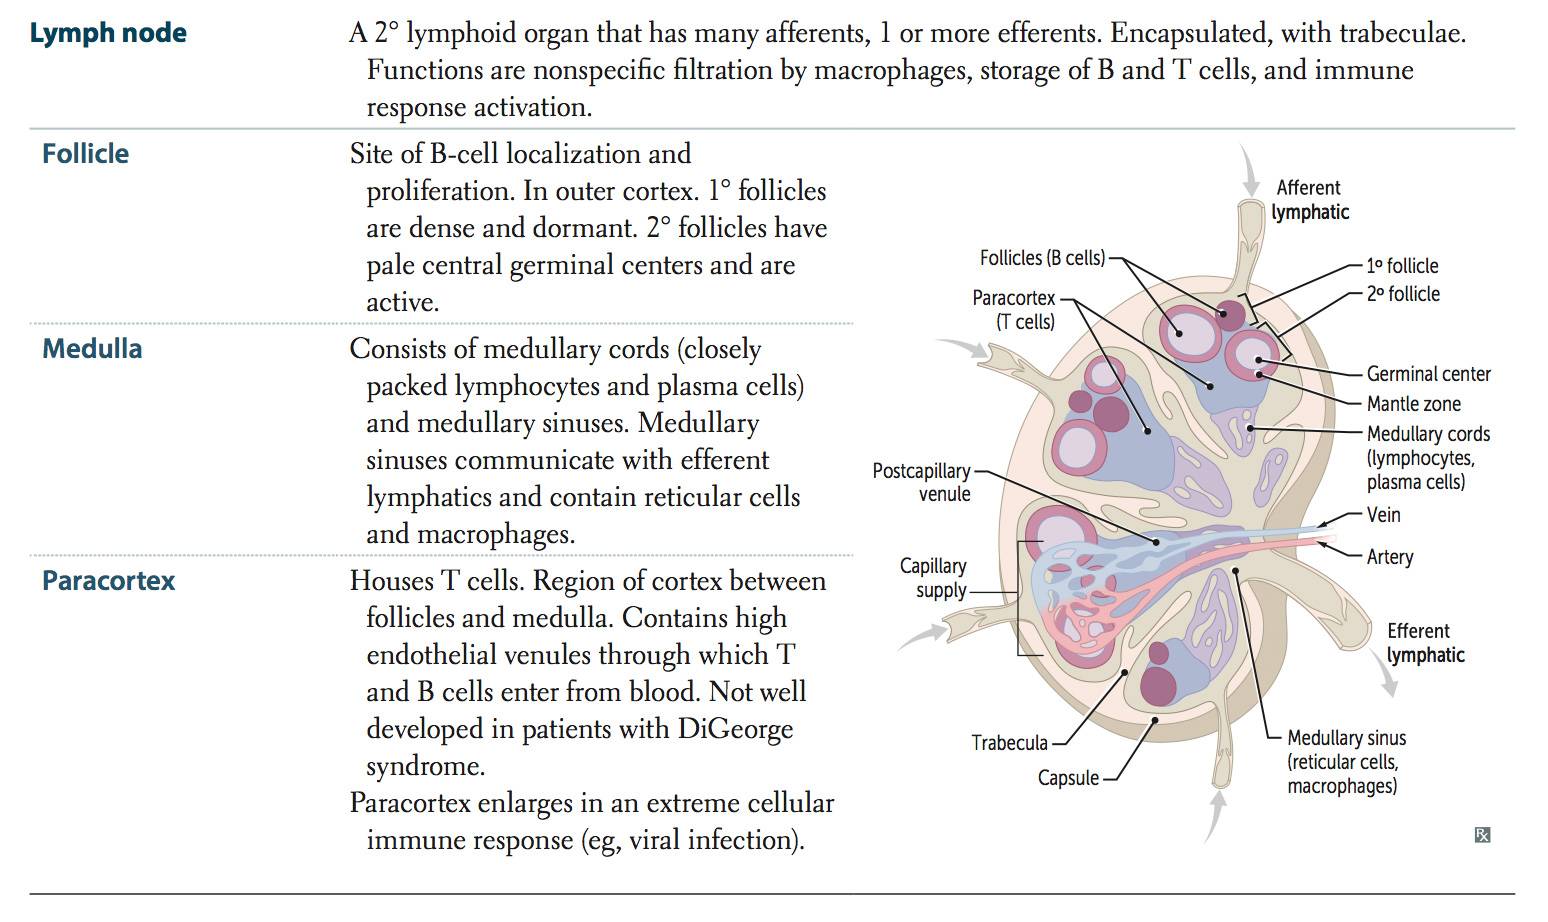 Lymph node
A 2° lymphoid organ that has many afferents, 1 or more efferents. Encapsulated, with trabeculae.
Functions are nonspecific filtration by macrophages, storage of B and T cells, and immune
response activation.
Follicle
Site of B-cell localization and
proliferation. In outer cortex. 1° follicles
are dense and dormant. 2° follicles have
pale central germinal centers and are
active.
Medulla
Consists of medullary cords (closely
packed lymphocytes and plasma cells)
and medullary sinuses. Medullary
sinuses communicate with efferent
lymphatics and contain reticular cells
and macrophages.
Paracortex
Houses T cells. Region of cortex between
follicles and medulla. Contains high
endothelial venules through which T
and B cells enter from blood. Not well
developed in patients with DiGeorge
syndrome.
Paracortex enlarges in an extreme cellular
immune response (eg, viral infection).
Afferent
lymphatic
Follicles (B cells)
1º follicle
2º follicle
Paracortex
(T cells)
Germinal center
Mantle zone
Medullary cords
(lymphocytes,
plasma cells)
Postcapillary
venule
Vein
Artery
Capillary
supply
Efferent
lymphatic
Trabecula
Capsule
Medullary sinus
(reticular cells,
macrophages)
Rx